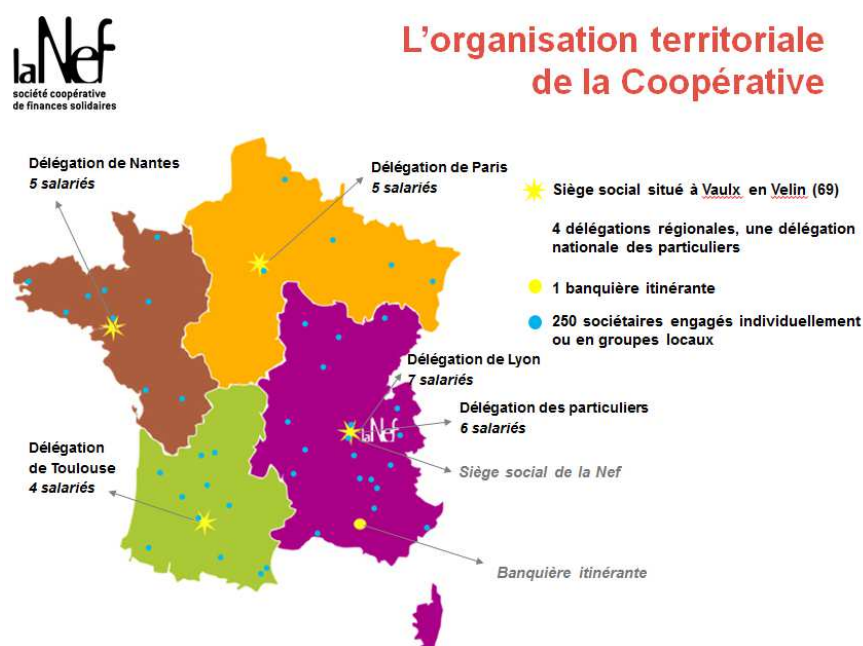 laNef
société coopérative
de finances solidaires
L'organisation territoriale
de la Coopérative
Délégation de Nantes
5 salariés
Délégation de Paris
5 salariés
Siège social situé à Vaulx en Velin (69)
4 délégations régionales, une délégation
nationale des particuliers
1 banquière itinérante
250 sociétaires engagés individuellement
ou en groupes locaux
Délégation de Lyon
7 salariés
Délégation des particuliers
6 salariés
laNef
Délégation
de Toulouse
4 salariés
Siège social de la Nef
Banquière itinérante